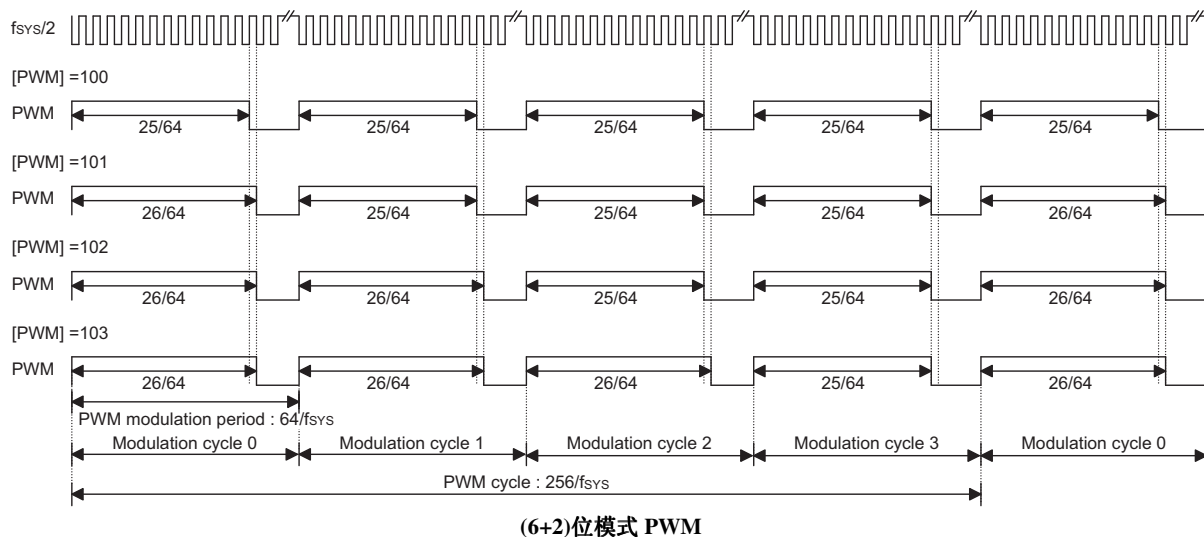 fSYS/2
[PWM] =100
PWM
25/64 25/64 25/64 25/64 25/64
[PWM] =101
PWM
26/64 25/64 25/64 25/64 26/64
[PWM] =102
PWM
26/64 26/64 25/64 25/64 26/64
[PWM] =103
PWM
26/64 26/64 26/64 25/64 26/64
PWM modulation period : 64/fSYS
Modulation cycle 0 Modulation cycle 1 Modulation cycle 2 Modulation cycle 3 Modulation cycle 0
PWM cycle : 256/fSYS
(6+2)位模式 PWM